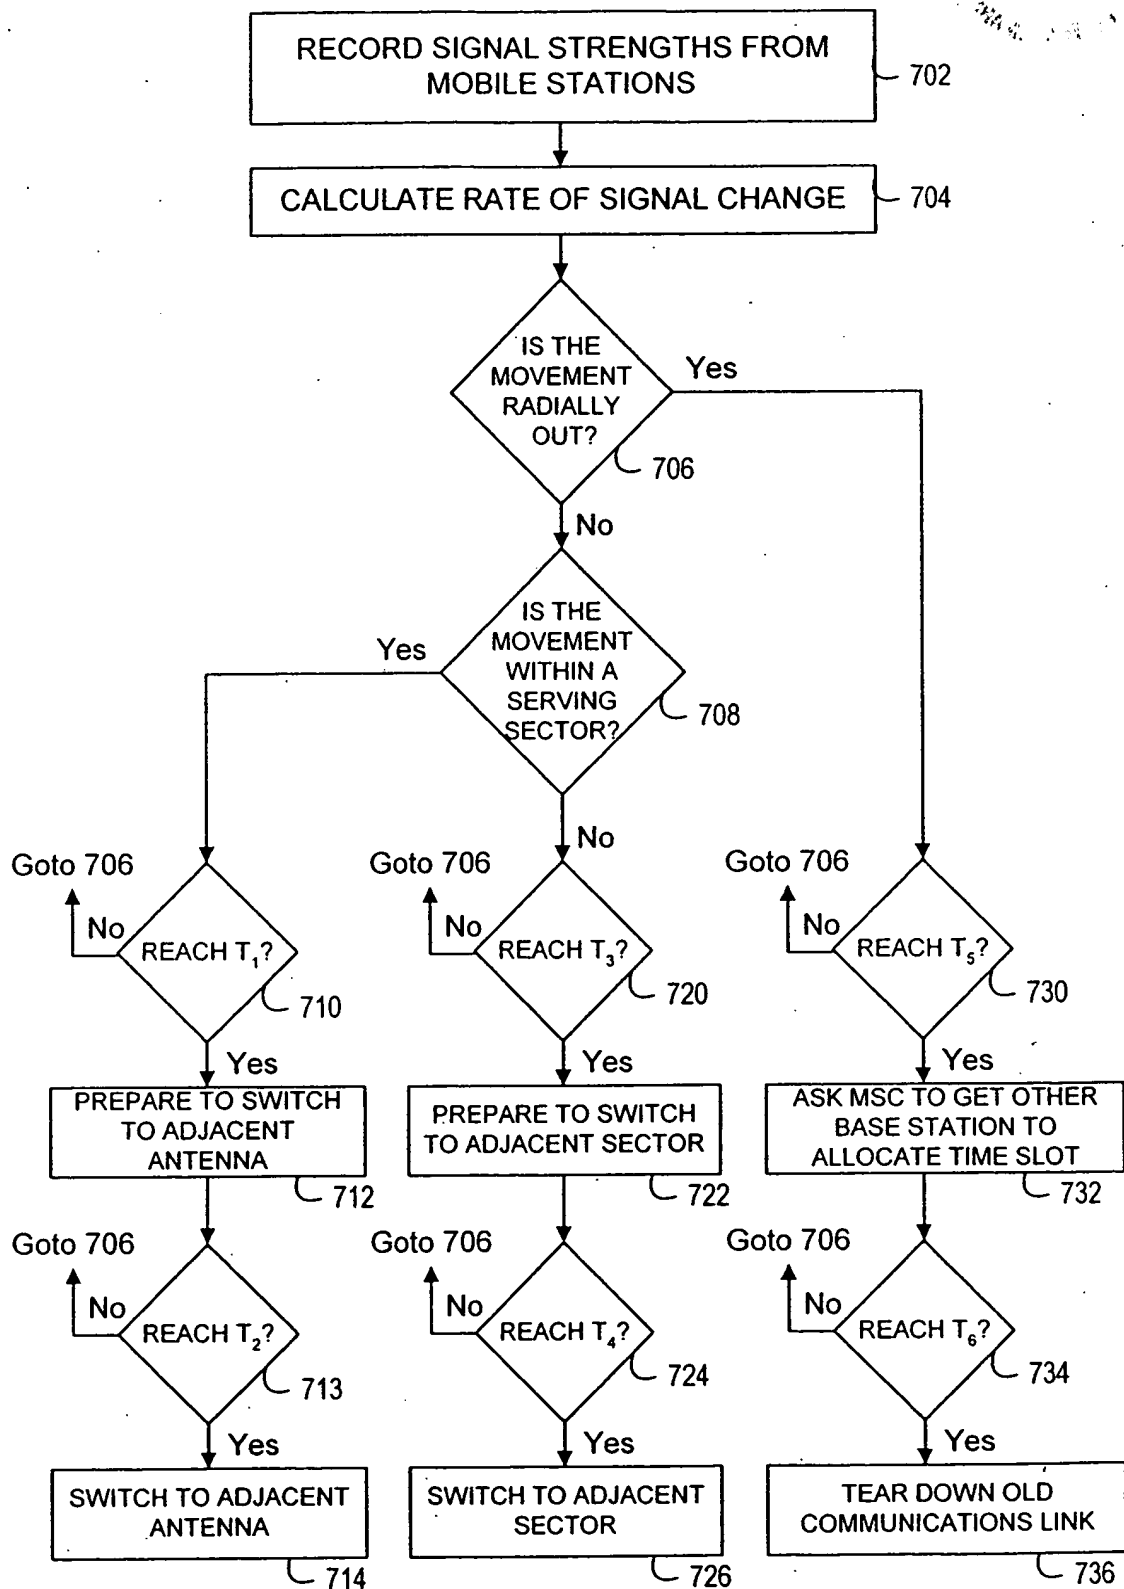 RECORD SIGNAL STRENGTHS FROM
MOBILE STATIONS
702
CALCULATE RATE OF SIGNAL CHANGE
704
IS THE
MOVEMENT
RADIALLY
OUT?
Yes
706
No
IS THE
MOVEMENT
WITHIN A
SERVING
SECTOR?
Yes
708
No
Goto 706
No
REACH T₁?
710
Yes
Goto 706
No
REACH T₃?
720
Yes
Goto 706
No
REACH T₅?
730
Yes
PREPARE TO SWITCH
TO ADJACENT
ANTENNA
712
PREPARE TO SWITCH
TO ADJACENT SECTOR
722
ASK MSC TO GET OTHER
BASE STATION TO
ALLOCATE TIME SLOT
732
Goto 706
No
REACH T₂?
713
Yes
Goto 706
No
REACH T₄?
724
Yes
Goto 706
No
REACH T₆?
734
Yes
SWITCH TO ADJACENT
ANTENNA
714
SWITCH TO ADJACENT
SECTOR
726
TEAR DOWN OLD
COMMUNICATIONS LINK
736